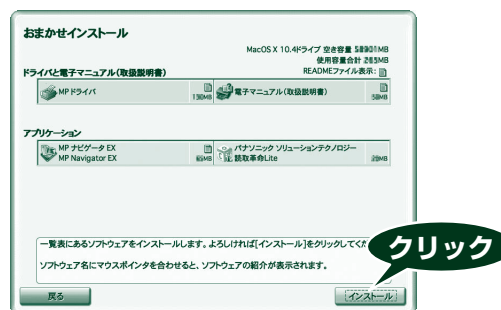 おまかせインストール
MacOS X 10.4ドライブ 空き容量 MB
使用容量合計 MB
READMEファイル表示:
ドライバと電子マニュアル(取扱説明書)
MP ドライバ 130MB
電子マニュアル(取扱説明書) 50MB
アプリケーション
MP ナビゲータ EX
MP Navigator EX 65MB
パナソニック ソリューションテクノロジー
読取革命Lite MB
一覧表にあるソフトウェアをインストールします。よろしければ[インストール]をクリックしてくだ
ソフトウェア名にマウスポインタを合わせると、ソフトウェアの紹介が表示されます。
クリック
戻る
インストール